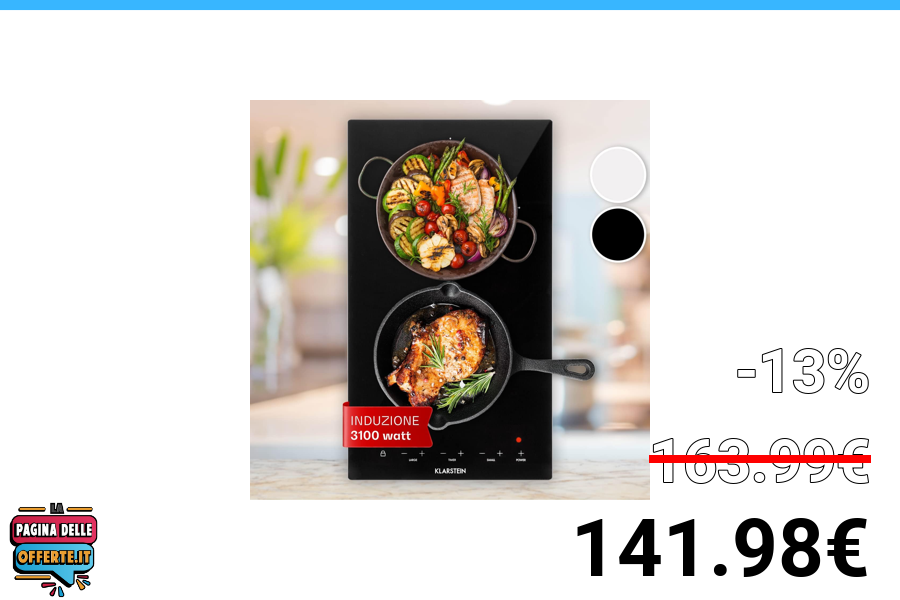 INDUZIONE
3100 watt
KLARSTEIN
-13%
163.99€
141.98€
LA
PAGINA DELLE
OFFERTE.IT